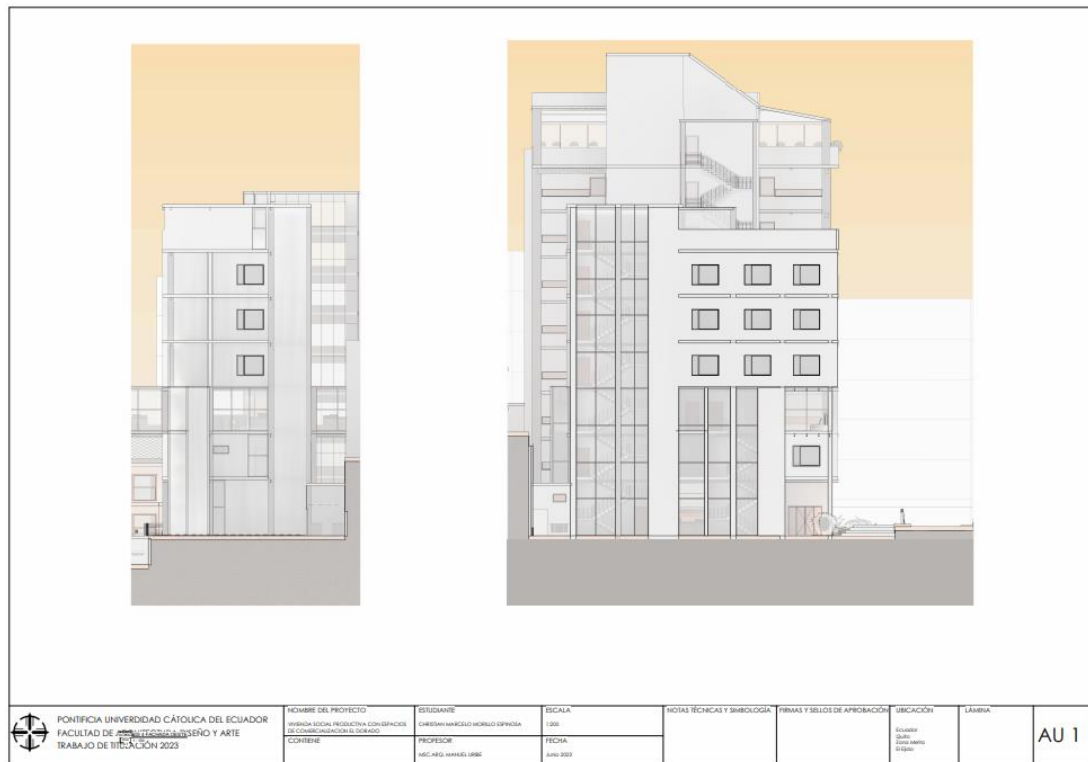 PONTIFICIA UNIVERDIDAD CATÓLICA DEL ECUADOR
FACULTAD DE ARQUITECTURA DISEÑO Y ARTE
TRABAJO DE TITULACIÓN 2023
NOMBRE DEL PROYECTO
VIVIENDA SOCIAL PRODUCTIVA CON ESPACIOS
DE COMERCIALIZACION EL DORADO
CONTIENE
ESTUDIANTE
CHRISTIAN MARCELO MORILLO ESPINOSA
PROFESOR
MSC.ARQ. MANUEL URIBE
ESCALA
1:200
FECHA
Junio 2023
NOTAS TÉCNICAS Y SIMBOLOGÍA
FIRMAS Y SELLOS DE APROBACIÓN
UBICACIÓN
Ecuador
Quito
LÁMINA
AU 1